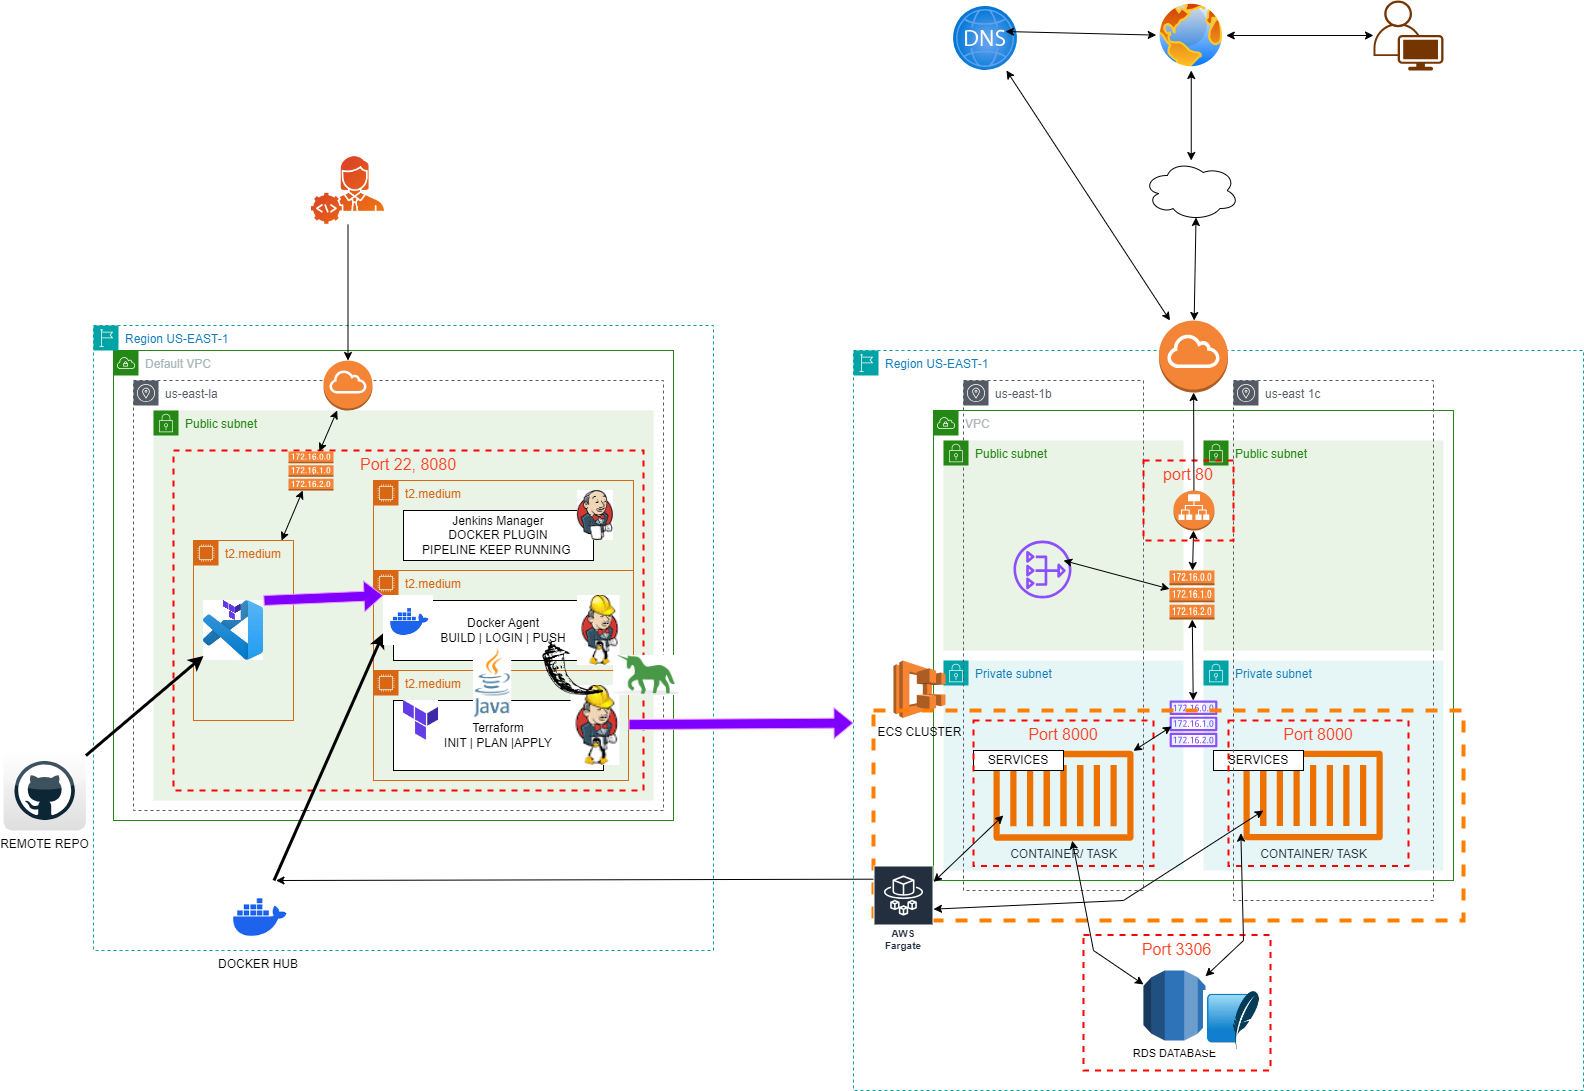 DNS
Region US-EAST-1
Default VPC
us-east-Ia
Public subnet
172.16.0.0
172.16.1.0
172.16.2.0
Port 22, 8080
t2.medium
Jenkins Manager
DOCKER PLUGIN
PIPELINE KEEP RUNNING
t2.medium
t2.medium
Docker Agent
BUILD | LOGIN | PUSH
t2.medium
Java
Terraform
INIT | PLAN |APPLY
REMOTE REPO
DOCKER HUB
Region US-EAST-1
us-east-1b
us-east 1c
VPC
Public subnet
Public subnet
port 80
172.16.0.0
172.16.1.0
172.16.2.0
Private subnet
Private subnet
ECS CLUSTER
172.16.0.0
172.16.1.0
172.16.2.0
Port 8000
Port 8000
SERVICES
SERVICES
CONTAINER/ TASK
CONTAINER/ TASK
AWS
Fargate
Port 3306
RDS DATABASE